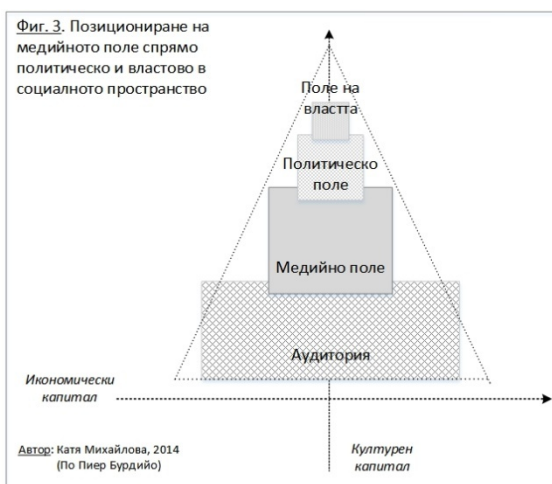 Фиг. 3. Позициониране на
медийното поле спрямо
политическо и властово в
социалното пространство
Поле на
властта
Политическо
поле
Медийно поле
Аудитория
Икономически
капитал
Автор: Катя Михайлова, 2014
(По Пиер Бурдийо)
Културен
капитал